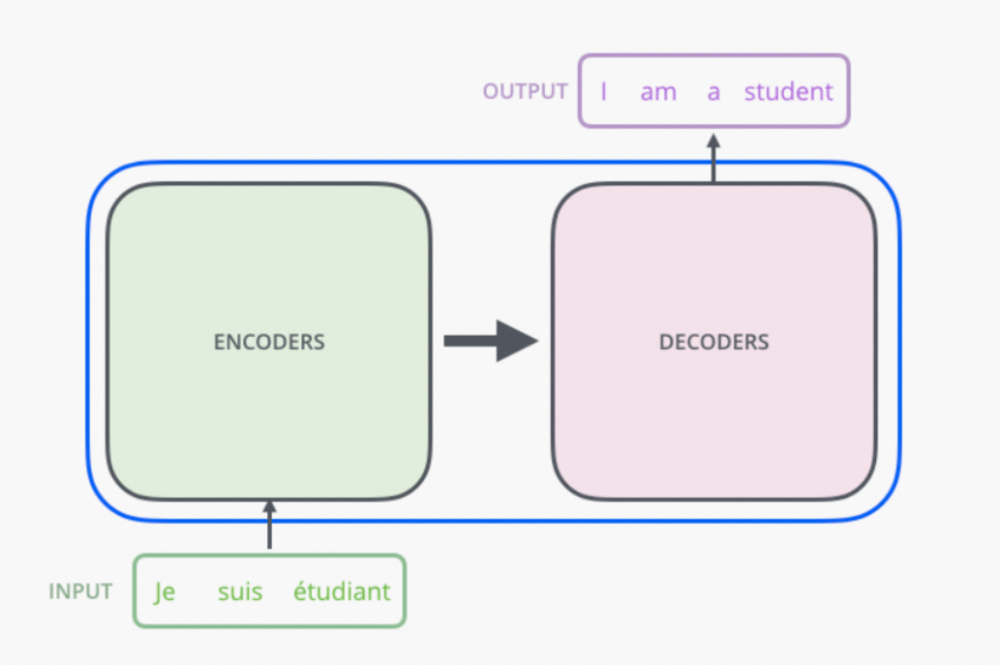 OUTPUT I am a student
ENCODERS DECODERS
INPUT Je suis étudiant